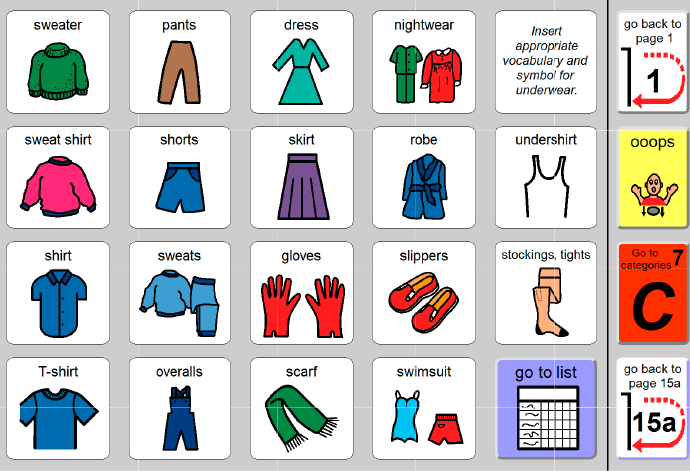 sweater
pants
dress
nightwear
Insert
appropriate
vocabulary and
symbol for
underwear.
go back to
page 1
1
sweat shirt
shorts
skirt
robe
undershirt
ooops
shirt
sweats
gloves
slippers
stockings, tights
Go to
categories 7
C
T-shirt
overalls
scarf
swimsuit
go to list
go back to
page 15a
15a